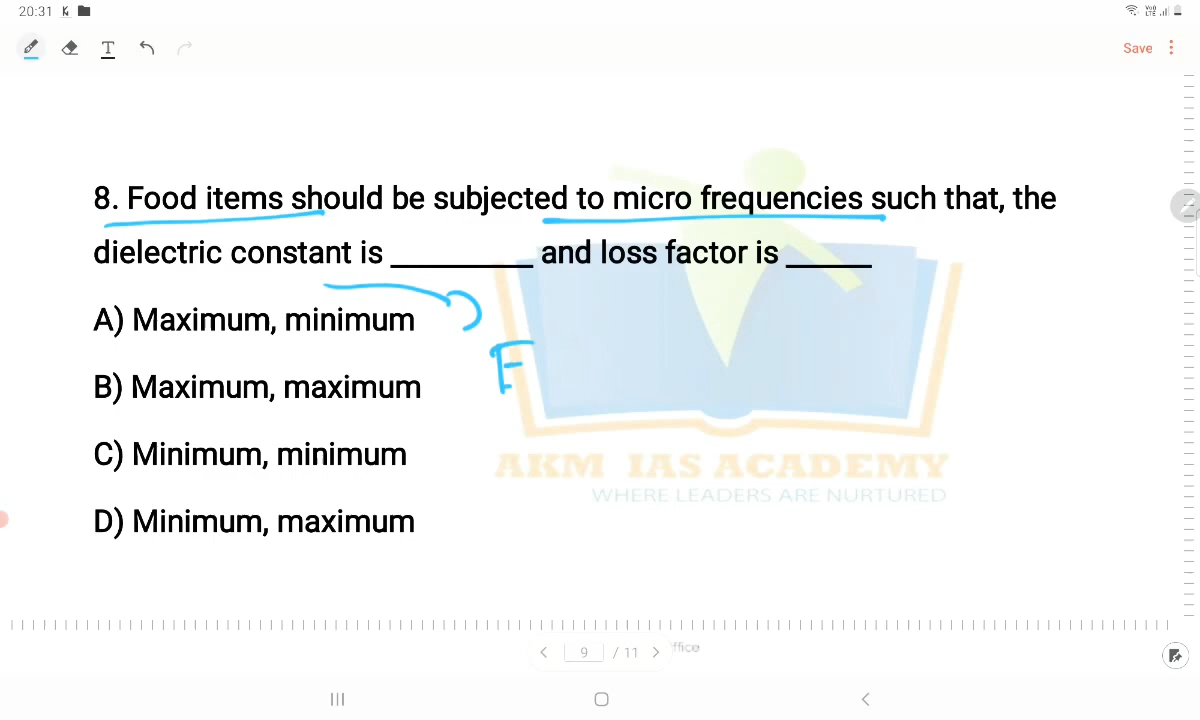 20:31
Save
8. Food items should be subjected to micro frequencies such that, the
dielectric constant is __________ and loss factor is ______
A) Maximum, minimum
F
B) Maximum, maximum
C) Minimum, minimum
AKM IAS ACADEMY
WHERE LEADERS ARE NURTURED
D) Minimum, maximum
9 / 11